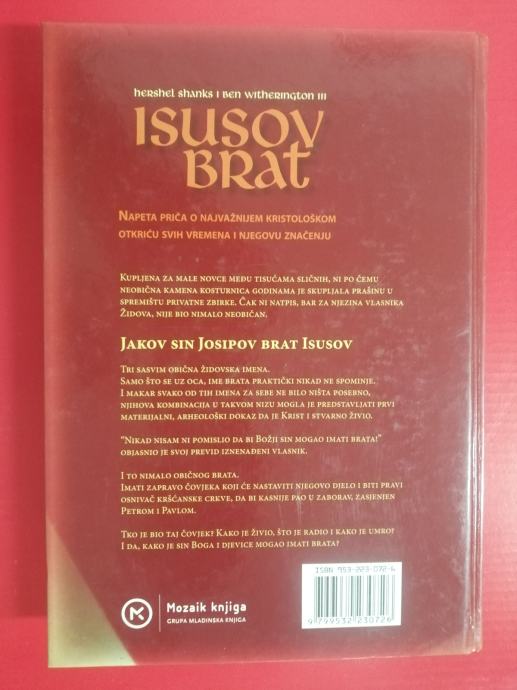 hershel shanks i ben witherington iii
ISUSOV
BRAT
NAPETA PRIČA O NAJVAŽNIJEM KRISTOLOŠKOM
OTKRIĆU SVIH VREMENA I NJEGOVU ZNAČENJU
KUPLJENA ZA MALE NOVCE MEĐU TISUĆAMA SLIČNIH, NI PO ČEMU
NEOBIČNA KAMENA KOSTURNICA GODINAMA JE SKUPLJALA PRAŠINU U
SPREMIŠTU PRIVATNE ZBIRKE. ČAK NI NATPIS, BAR ZA NJEZINA VLASNIKA
ŽIDOVA, NIJE BIO NIMALO NEOBIČAN.
JAKOV SIN JOSIPOV BRAT ISUSOV
TRI SASVIM OBIČNA ŽIDOVSKA IMENA.
SAMO ŠTO SE UZ OCA, IME BRATA PRAKTIČKI NIKAD NE SPOMINJE.
I MAKAR SVAKO OD TIH IMENA ZA SEBE NE BILO NIŠTA POSEBNO,
NJIHOVA KOMBINACIJA U TAKVOM NIZU MOGLA JE PREDSTAVLJATI PRVI
MATERIJALNI, ARHEOLOŠKI DOKAZ DA JE KRIST I STVARNO ŽIVIO.
"NIKAD NISAM NI POMISLIO DA BI BOŽJI SIN MOGAO IMATI BRATA!"
OBJASNIO JE SVOJ PREVID IZNENAĐENI VLASNIK.
I TO NIMALO OBIČNOG BRATA.
IMATI ZAPRAVO ČOVJEKA KOJI ĆE NASTAVITI NJEGOVO DJELO I BITI PRAVI
OSNIVAČ KRŠĆANSKE CRKVE, DA BI KASNIJE PAO U ZABORAV, ZASJENJEN
PETROM I PAVLOM.
TKO JE BIO TAJ ČOVJEK? KAKO JE ŽIVIO, ŠTO JE RADIO I KAKO JE UMRO?
I DA, KAKO JE SIN BOGA I DJEVICE MOGAO IMATI BRATA?
ISBN 953-223-072-6
9 799532 230726
Mozaik knjiga
GRUPA MLADINSKA KNJIGA